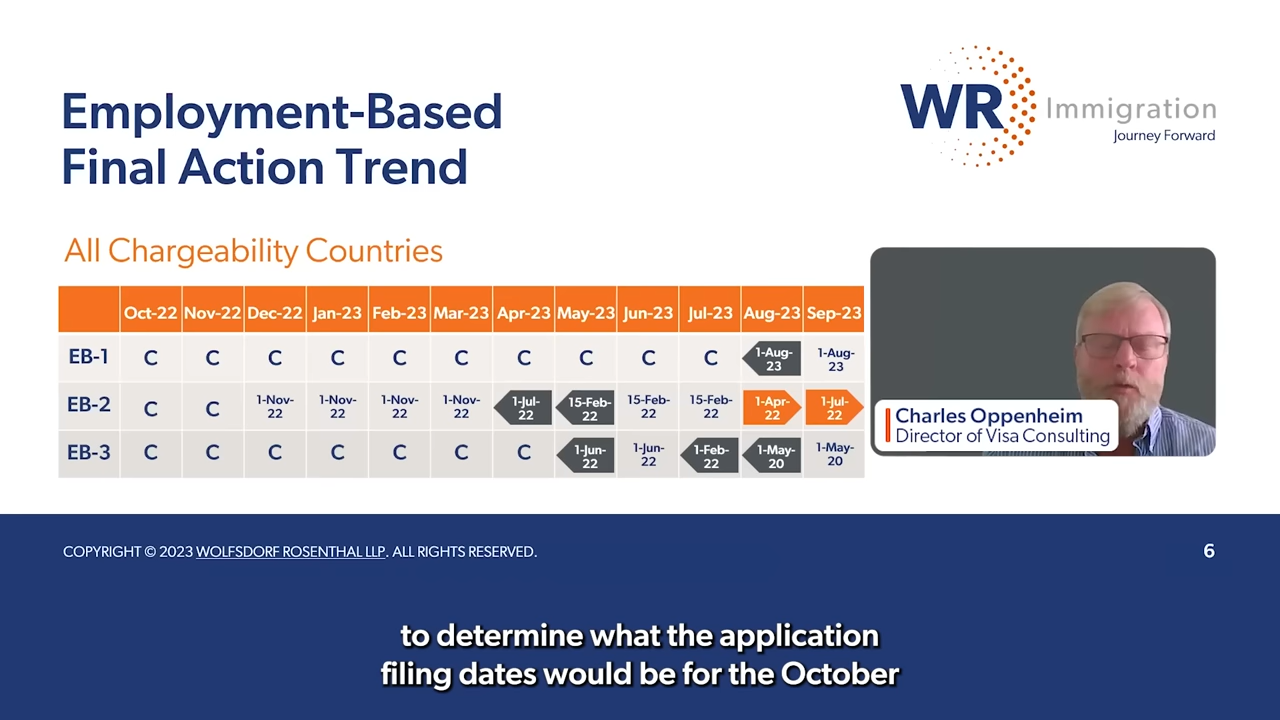 Employment-Based
Final Action Trend
WR Immigration
Journey Forward
All Chargeability Countries
Oct-22 Nov-22 Dec-22 Jan-23 Feb-23 Mar-23 Apr-23 May-23 Jun-23 Jul-23 Aug-23 Sep-23
EB-1 C C C C C C C C C C 1-Aug-23 1-Aug-23
EB-2 C C 1-Nov-22 1-Nov-22 1-Nov-22 1-Nov-22 1-Jul-22 15-Feb-22 15-Feb-22 15-Feb-22 1-Apr-22 1-Jul-22
EB-3 C C C C C C C 1-Jun-22 1-Jun-22 1-Feb-22 1-May-20 1-May-20
Charles Oppenheim
Director of Visa Consulting
COPYRIGHT © 2023 WOLFSDORF ROSENTHAL LLP. ALL RIGHTS RESERVED.
6
to determine what the application
filing dates would be for the October